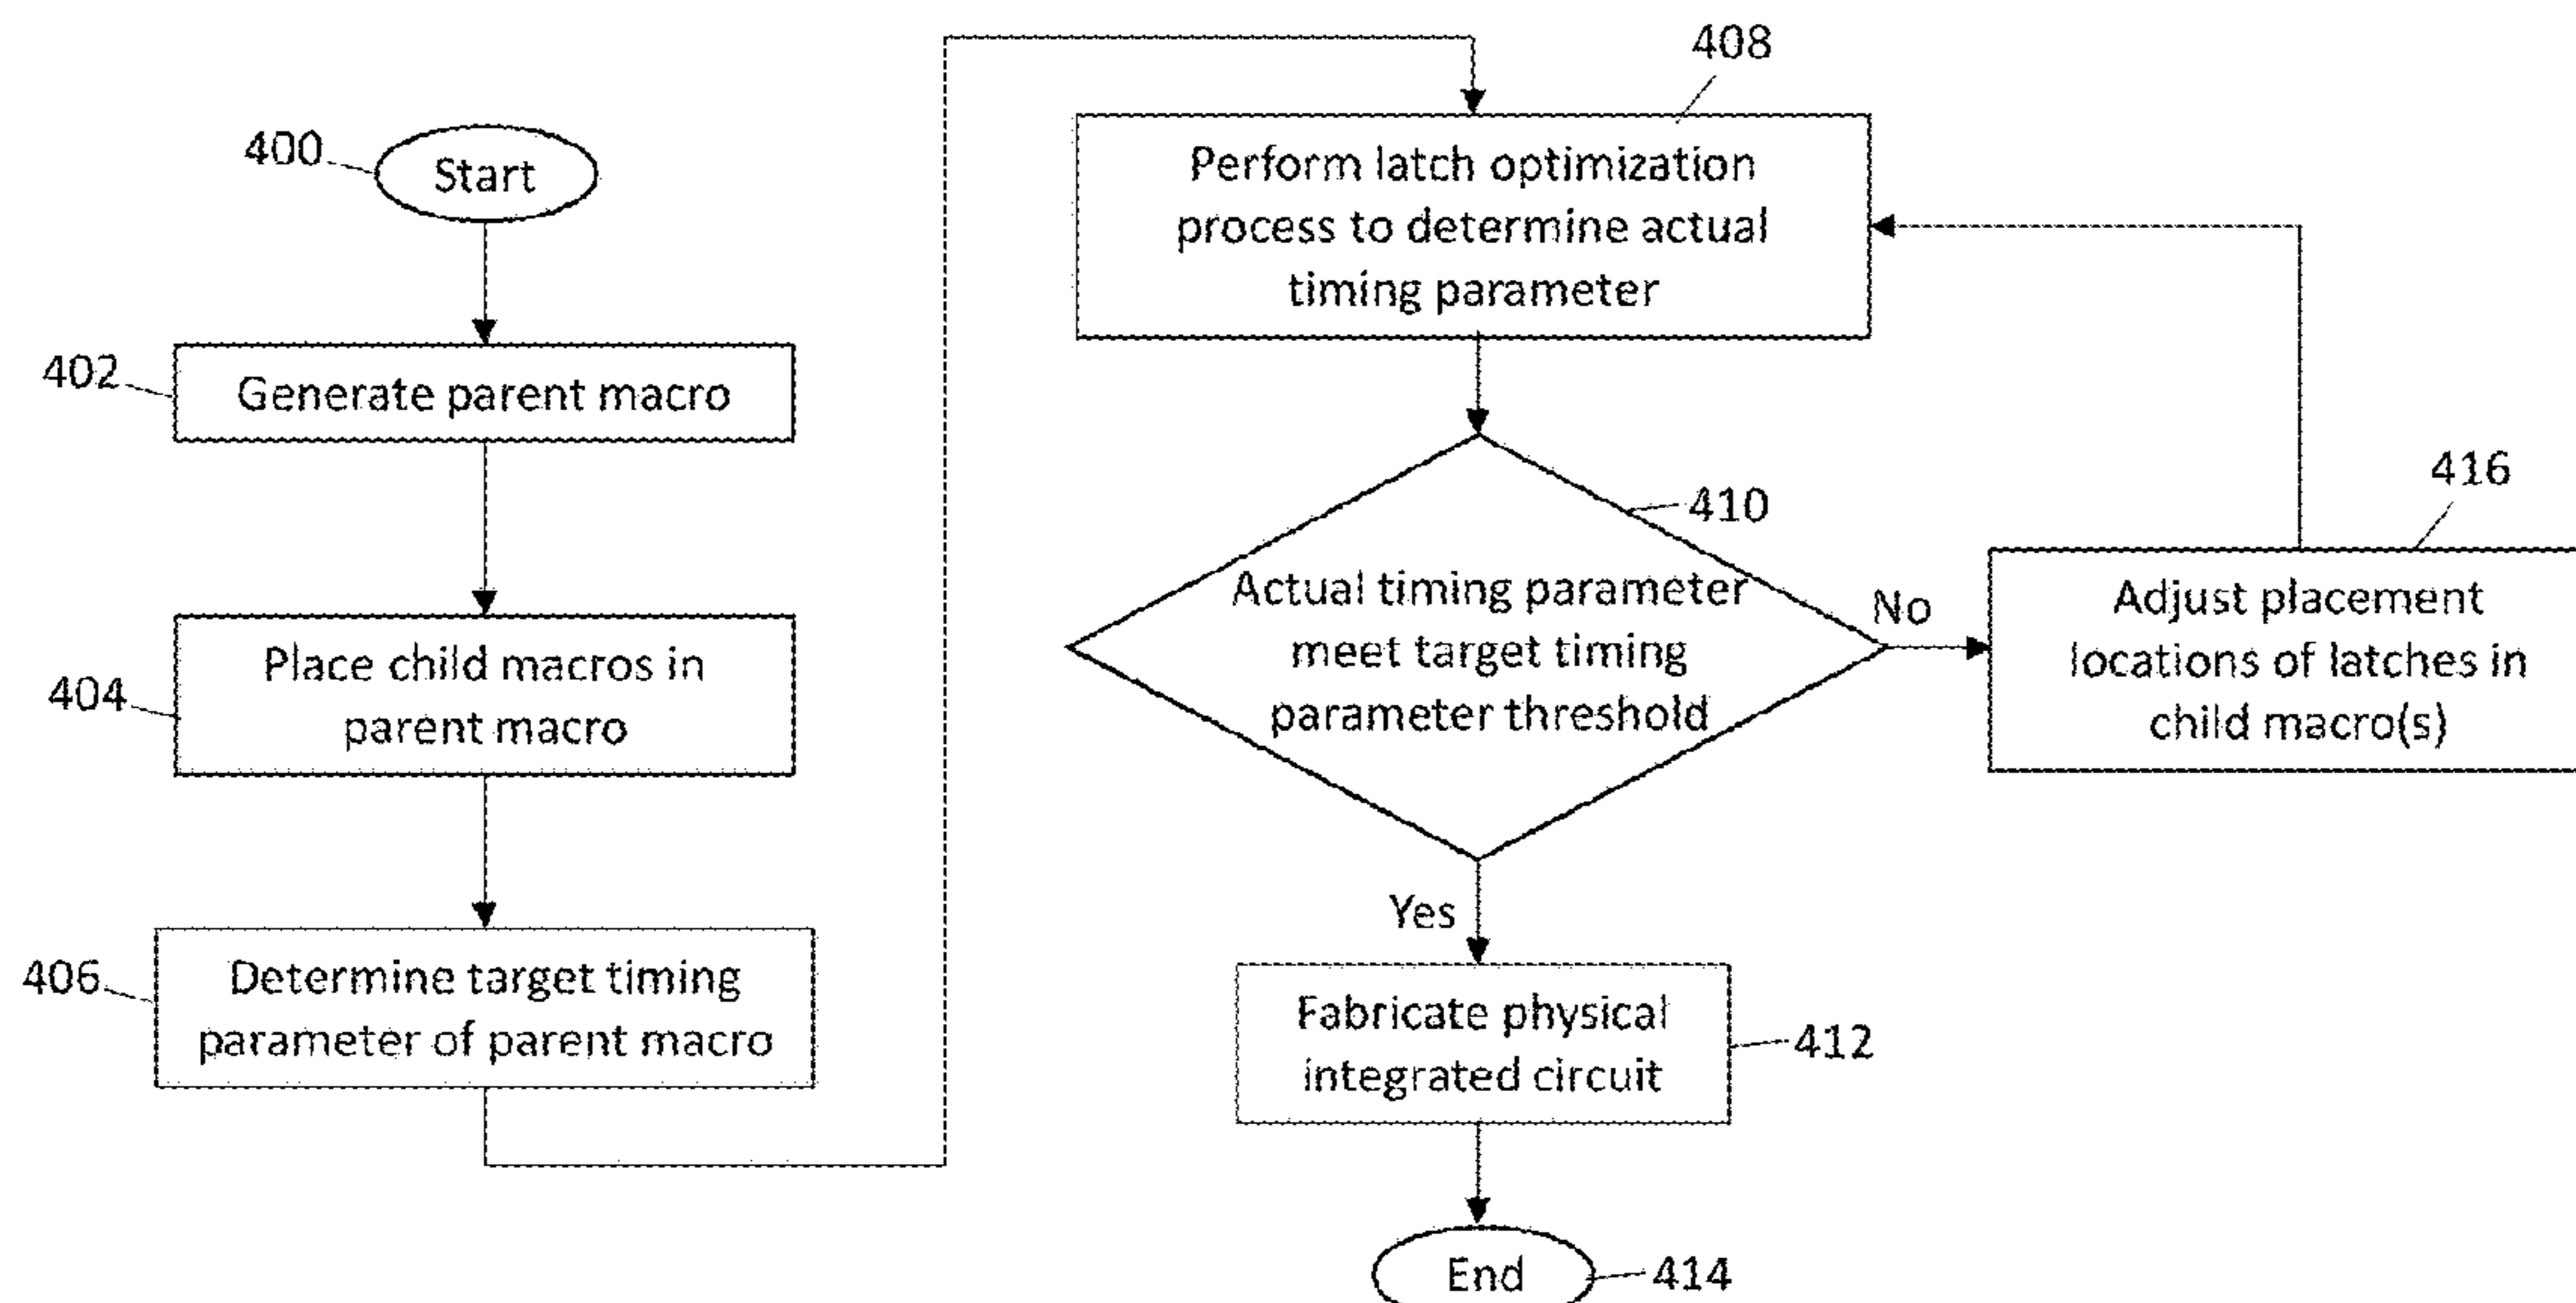 400
Start
402
Generate parent macro
404
Place child macros in
parent macro
406
Determine target timing
parameter of parent macro
408
Perform latch optimization
process to determine actual
timing parameter
410
Actual timing parameter
meet target timing
parameter threshold
No
416
Adjust placement
locations of latches in
child macro(s)
Yes
Fabricate physical
integrated circuit
412
End
414